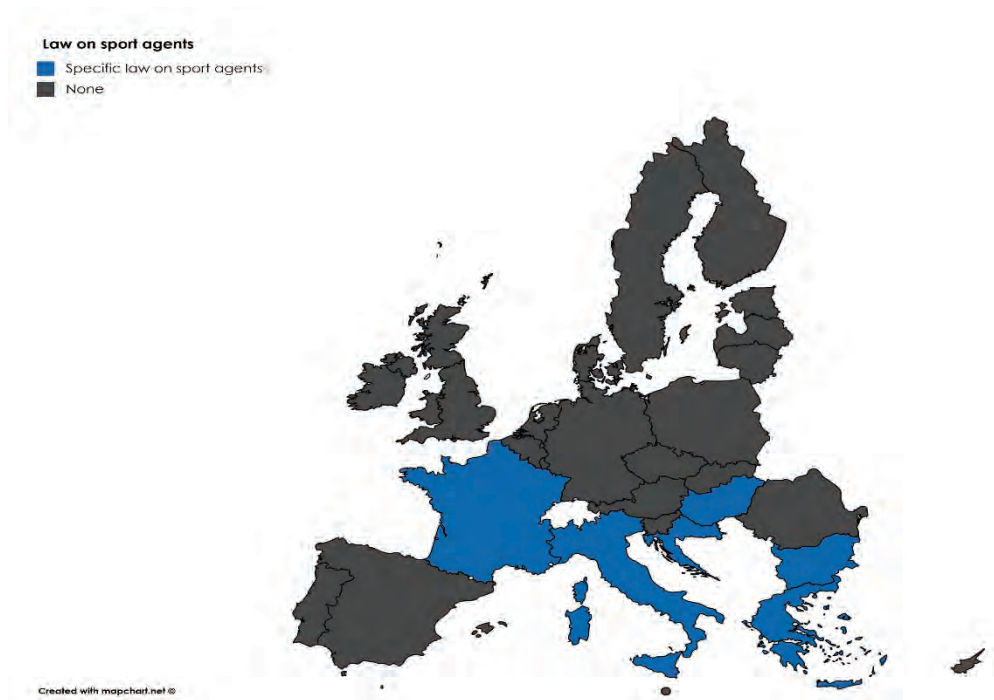 Law on sport agents
Specific law on sport agents
None
Created with mapchart.net ©